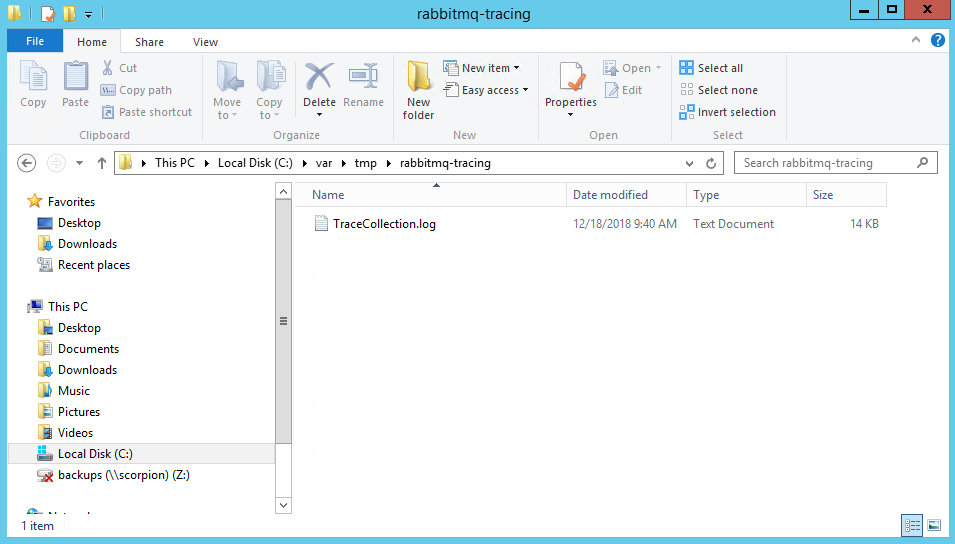 rabbitmq-tracing
File Home Share View
Copy
Paste
Cut
Copy path
Paste shortcut
Clipboard
Move to
Copy to
Delete
Rename
Organize
New folder
New item
Easy access
New
Properties
Open
Edit
Open
Select all
Select none
Invert selection
Select
This PC Local Disk (C:) var tmp rabbitmq-tracing
Search rabbitmq-tracing
Favorites
Desktop
Downloads
Recent places
This PC
Desktop
Documents
Downloads
Music
Pictures
Videos
Local Disk (C:)
backups (\\scorpion) (Z:)
Name Date modified Type Size
TraceCollection.log 12/18/2018 9:40 AM Text Document 14 KB
1 item